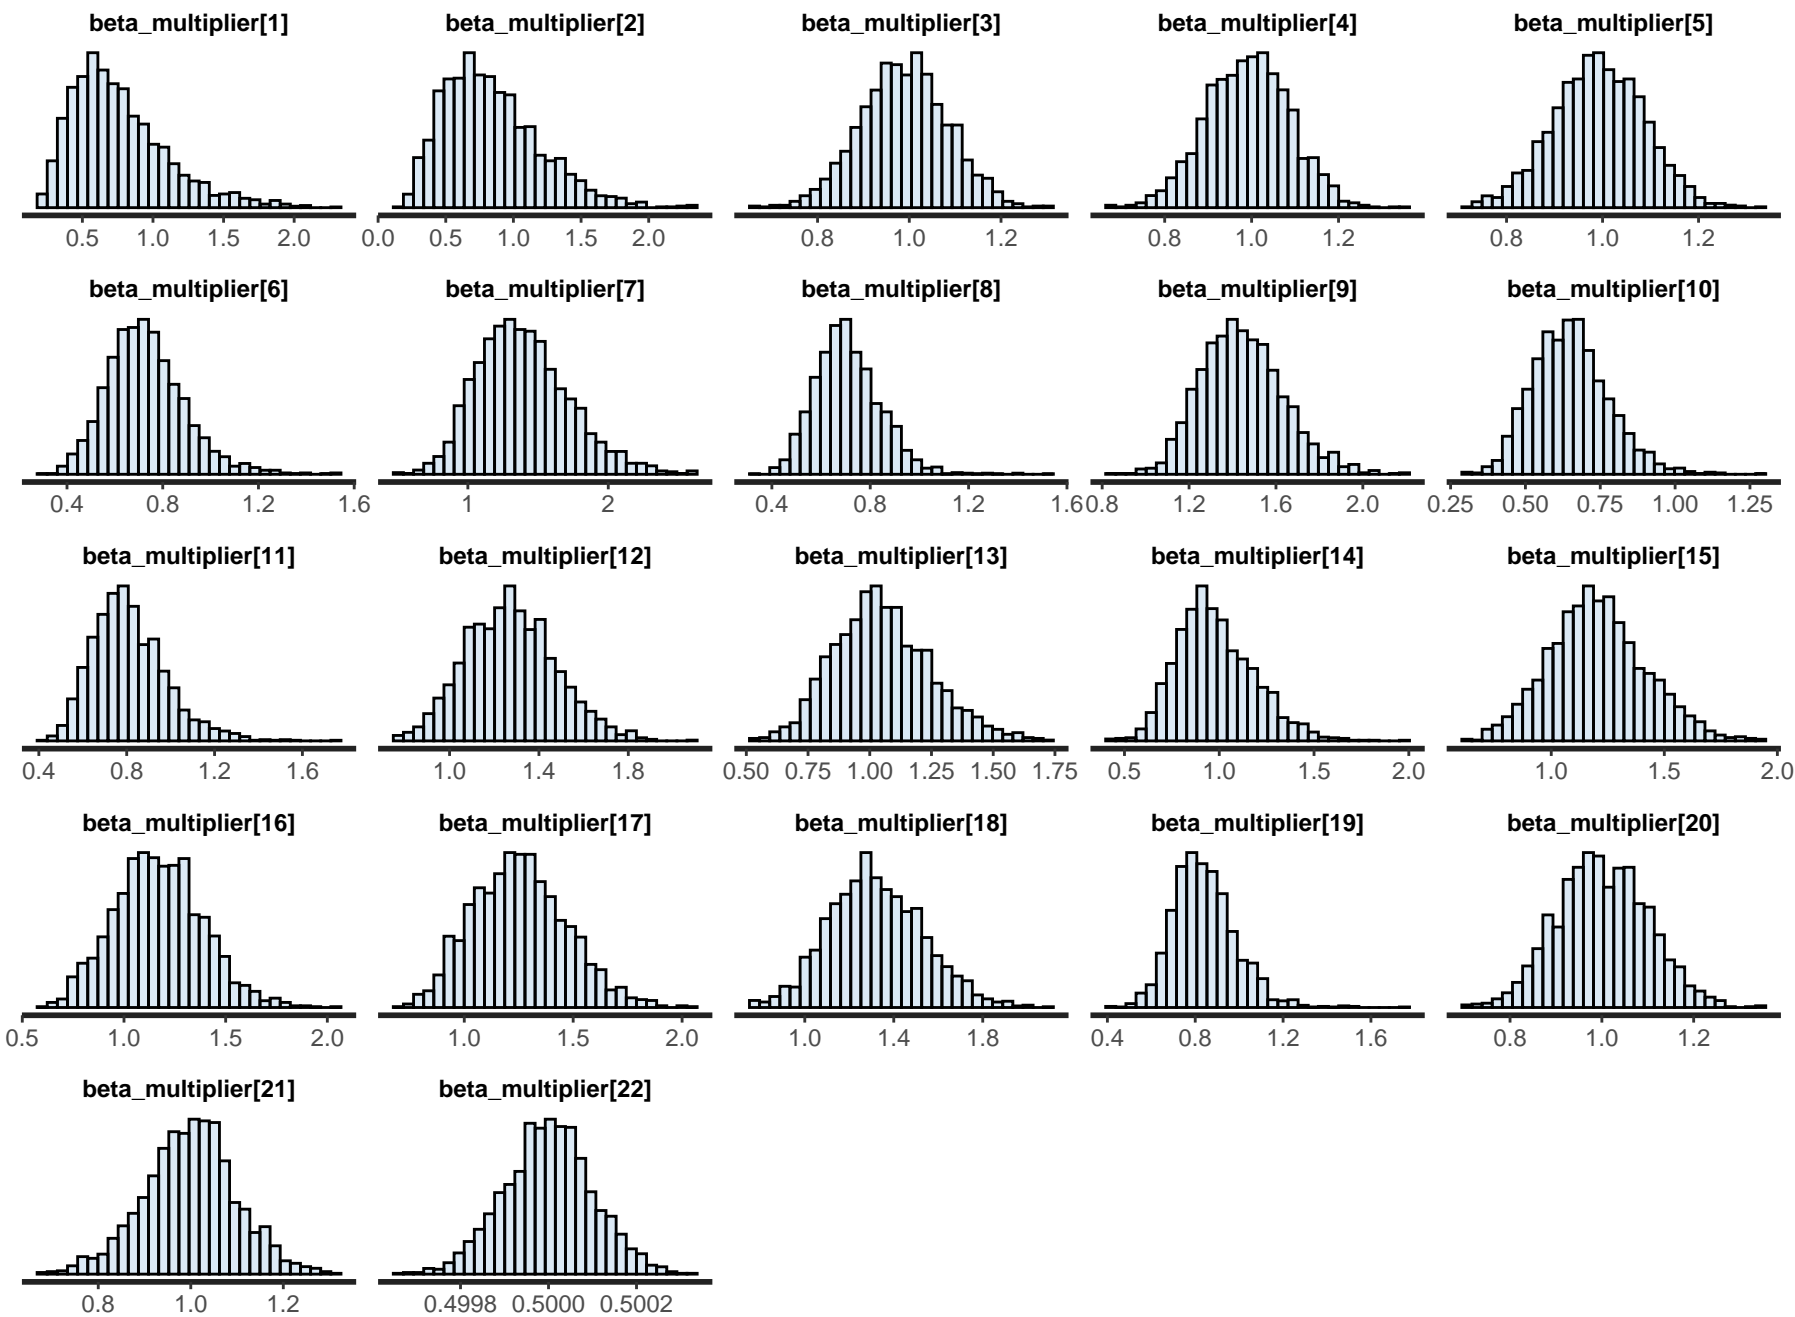 beta_multiplier[1] beta_multiplier[2] beta_multiplier[3] beta_multiplier[4] beta_multiplier[5]
0.5 1.0 1.5 2.0 0.0 0.5 1.0 1.5 2.0 0.8 1.0 1.2 0.8 1.0 1.2 0.8 1.0 1.2
beta_multiplier[6] beta_multiplier[7] beta_multiplier[8] beta_multiplier[9] beta_multiplier[10]
0.4 0.8 1.2 1.6 1 2 0.4 0.8 1.2 1.6 0.8 1.2 1.6 2.0 0.25 0.50 0.75 1.00 1.25
beta_multiplier[11] beta_multiplier[12] beta_multiplier[13] beta_multiplier[14] beta_multiplier[15]
0.4 0.8 1.2 1.6 1.0 1.4 1.8 0.50 0.75 1.00 1.25 1.50 1.75 0.5 1.0 1.5 2.0 1.0 1.5 2.0
beta_multiplier[16] beta_multiplier[17] beta_multiplier[18] beta_multiplier[19] beta_multiplier[20]
0.5 1.0 1.5 2.0 1.0 1.5 2.0 1.0 1.4 1.8 0.4 0.8 1.2 1.6 0.8 1.0 1.2
beta_multiplier[21] beta_multiplier[22]
0.8 1.0 1.2 0.4998 0.5000 0.5002